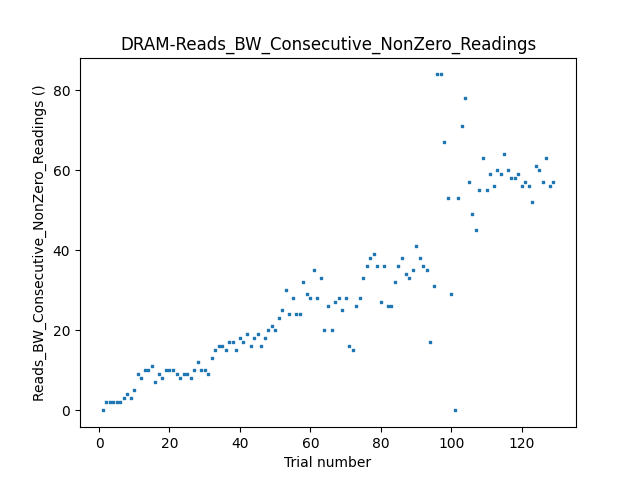 DRAM-Reads_BW_Consecutive_NonZero_Readings
Reads_BW_Consecutive_NonZero_Readings ()
80
60
40
20
0
0 20 40 60 80 100 120
Trial number